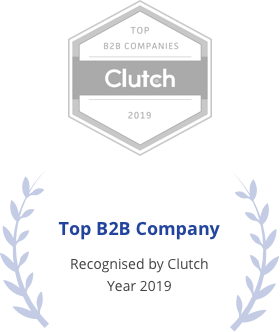 TOP
B2B COMPANIES
Clutch
2019
Top B2B Company
Recognised by Clutch
Year 2019